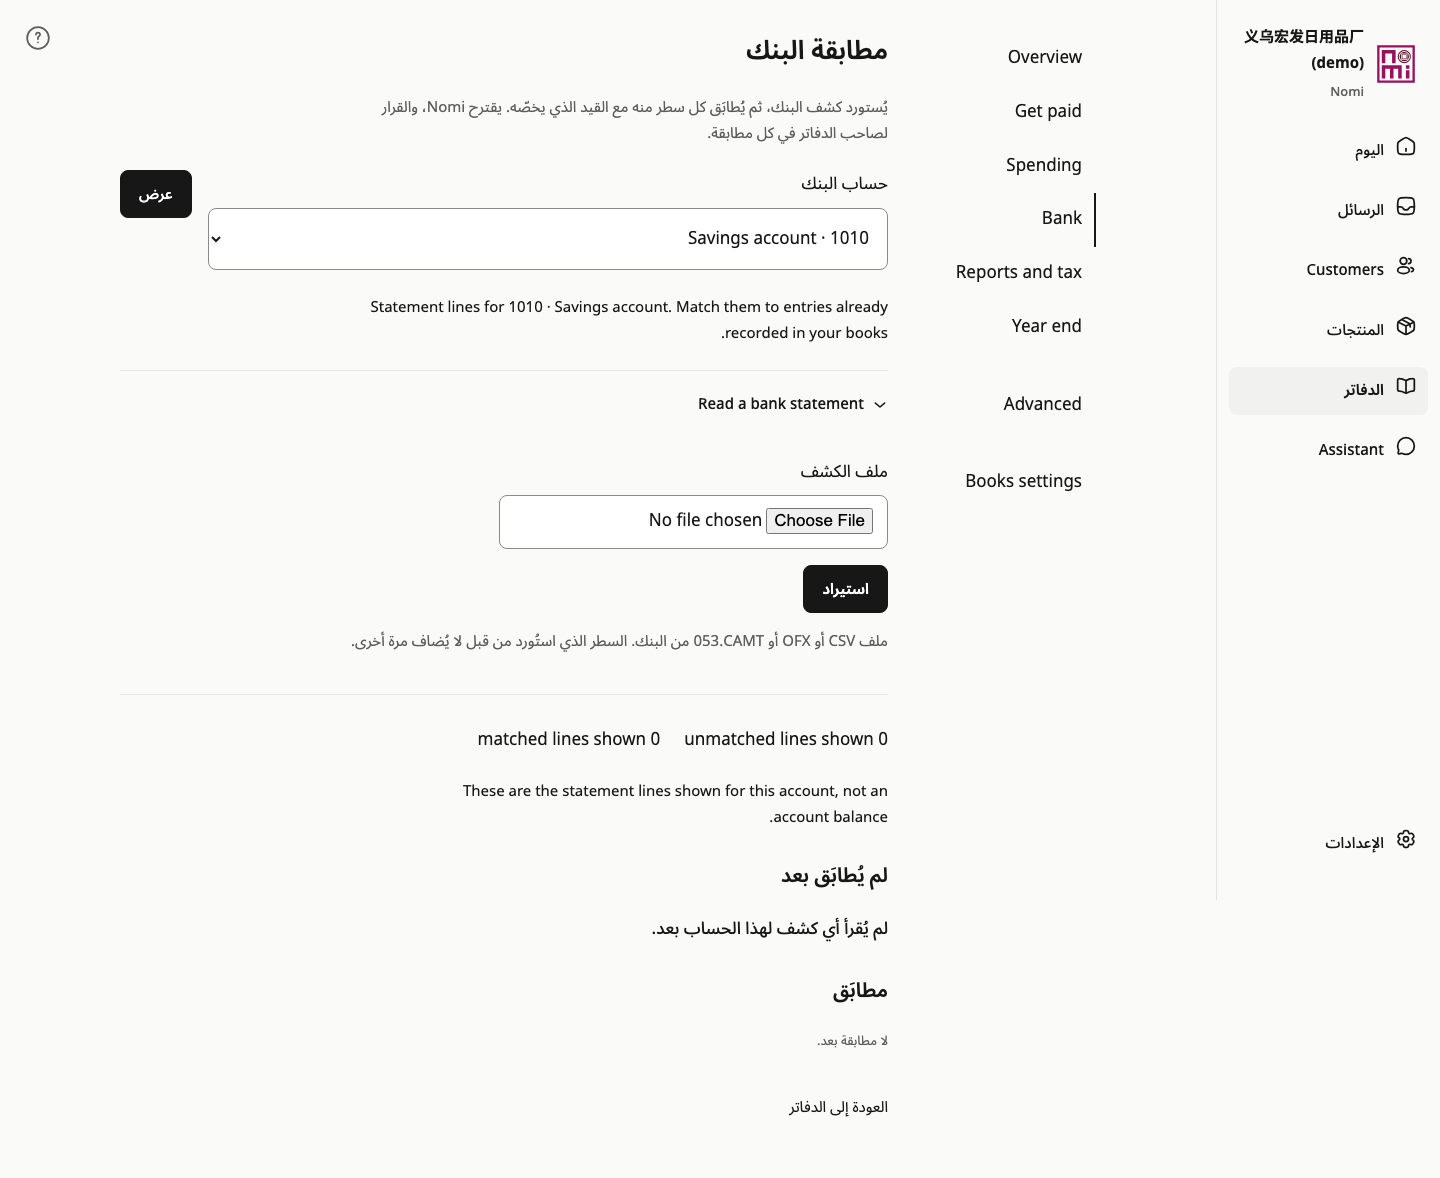 义乌宏发日用品厂
(demo)
Nomi
nomi
اليوم
الرسائل
Customers
المنتجات
الدفاتر
Assistant
الإعدادات
Overview
Get paid
Spending
Bank
Reports and tax
Year end
Advanced
Books settings
مطابقة البنك
يُستورد كشف البنك، ثم يُطابَق كل سطر منه مع القيد الذي يخصّه. يقترح Nomi، والقرار
لصاحب الدفاتر في كل مطابقة.
حساب البنك
Savings account · 1010
عرض
Statement lines for 1010 · Savings account. Match them to entries already
.recorded in your books
Read a bank statement
ملف الكشف
Choose File No file chosen
استيراد
ملف CSV أو OFX أو 053.CAMT من البنك. السطر الذي استُورد من قبل لا يُضاف مرة أخرى.
unmatched lines shown 0
matched lines shown 0
These are the statement lines shown for this account, not an
.account balance
لم يُطابَق بعد
لم يُقرأ أي كشف لهذا الحساب بعد.
مطابَق
لا مطابقة بعد.
العودة إلى الدفاتر